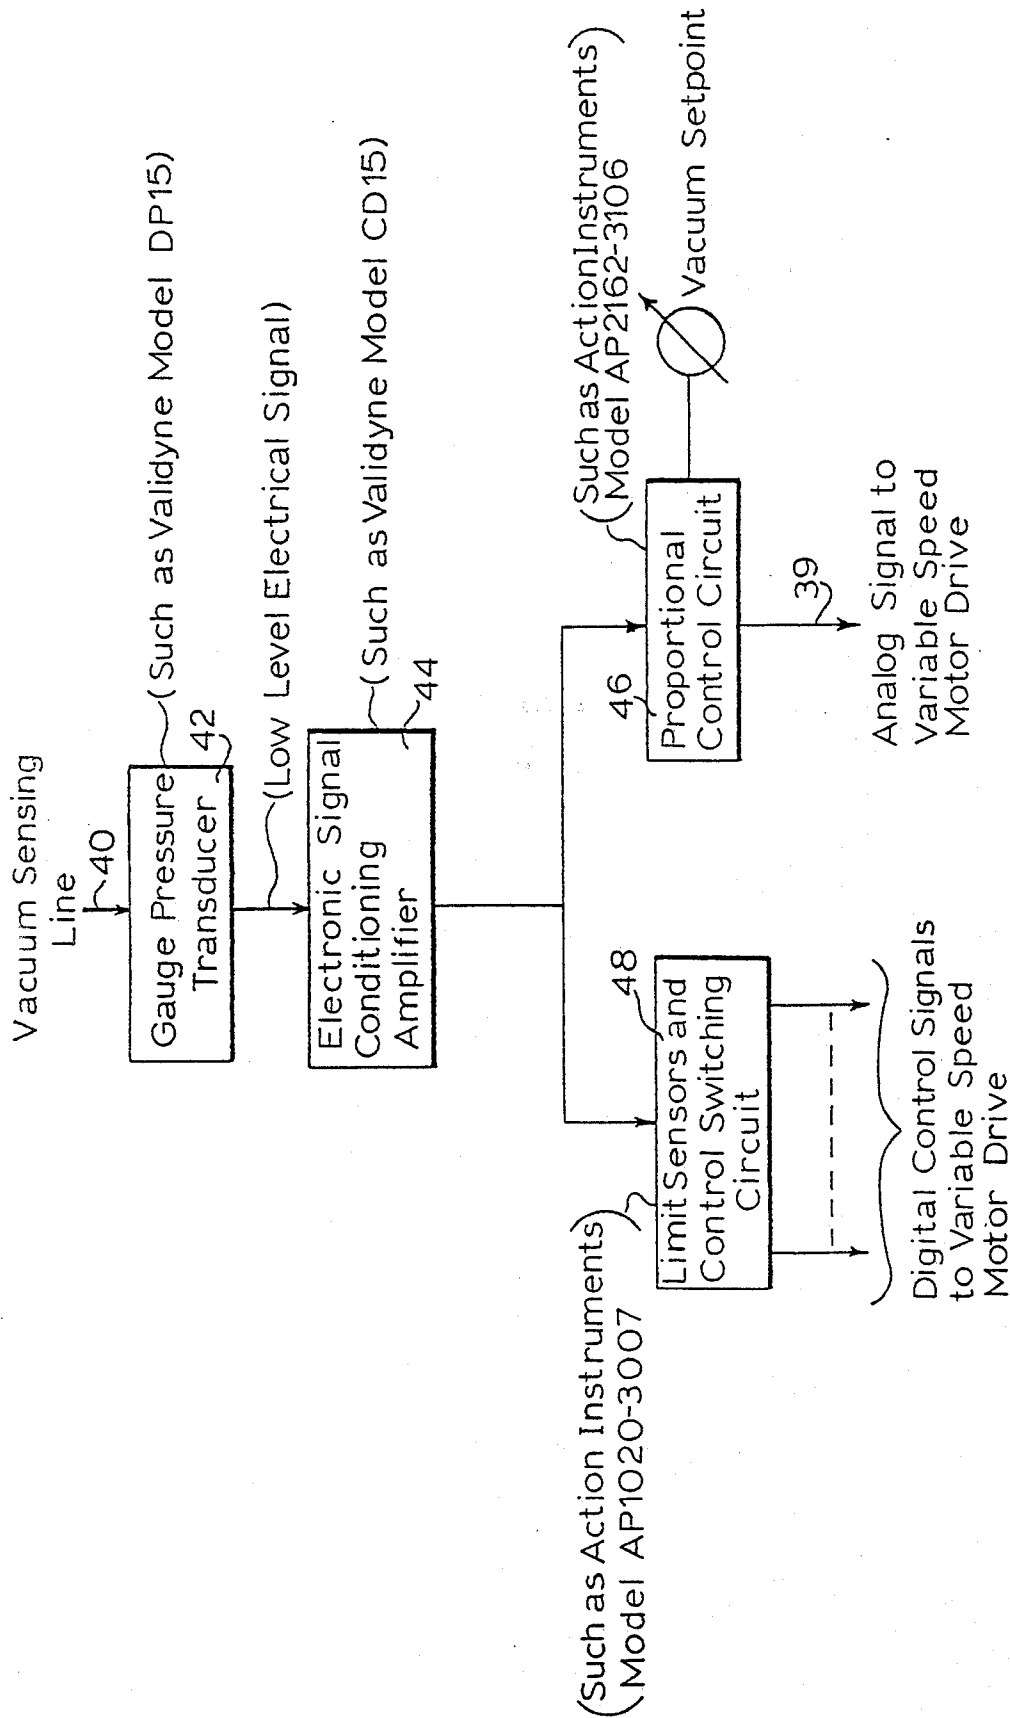 Vacuum Sensing
Line
40
Gauge Pressure
Transducer
42
(Such as Validyne Model DP15)
(Low Level Electrical Signal)
Electronic Signal
Conditioning
Amplifier
44
(Such as Validyne Model CD15)
(Such as Action Instruments
Model AP1020-3007)
48
Limit Sensors and
Control Switching
Circuit
Digital Control Signals
to Variable Speed
Motor Drive
(Such as Action Instruments)
Model AP2162-3106
46
Proportional
Control Circuit
Vacuum Setpoint
39
Analog Signal to
Variable Speed
Motor Drive